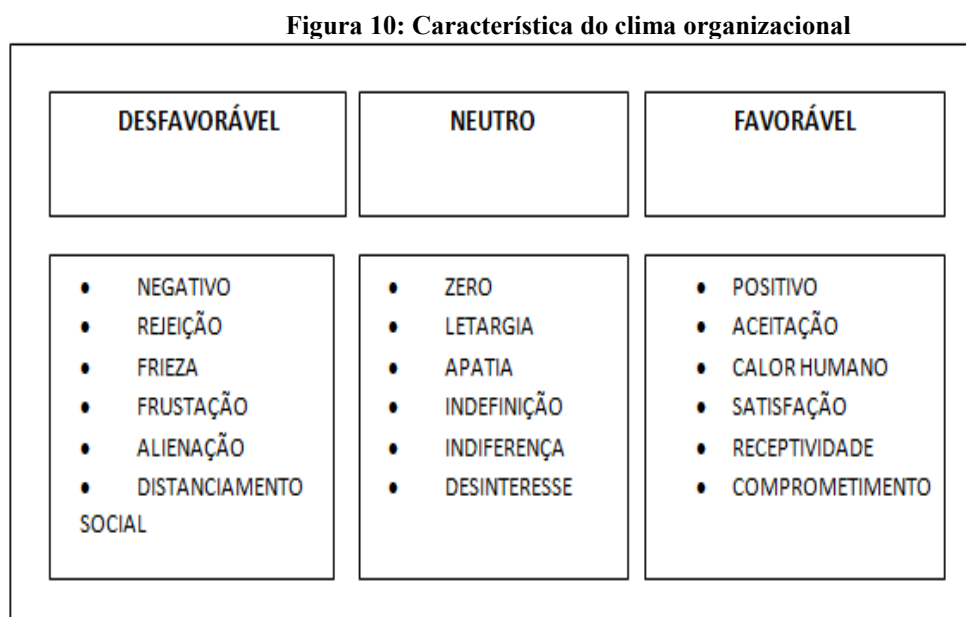 Figura 10: Característica do clima organizacional
DESFAVORÁVEL
NEUTRO
FAVORÁVEL
• NEGATIVO
• REJEIÇÃO
• FRIEZA
• FRUSTAÇÃO
• ALIENAÇÃO
• DISTANCIAMENTO
SOCIAL
• ZERO
• LETARGIA
• APATIA
• INDEFINIÇÃO
• INDIFERENÇA
• DESINTERESSE
• POSITIVO
• ACEITAÇÃO
• CALOR HUMANO
• SATISFAÇÃO
• RECEPTIVIDADE
• COMPROMETIMENTO